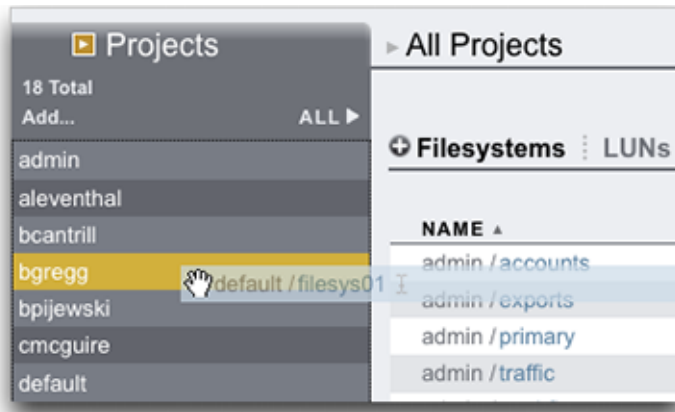 Projects
18 Total
Add...
ALL
admin
aleventhal
bcantrill
bgregg
bpijewski
cmcguire
default
All Projects
Filesystems
LUNs
NAME
admin / accounts
default / filesys01
admin / exports
admin / primary
admin / traffic